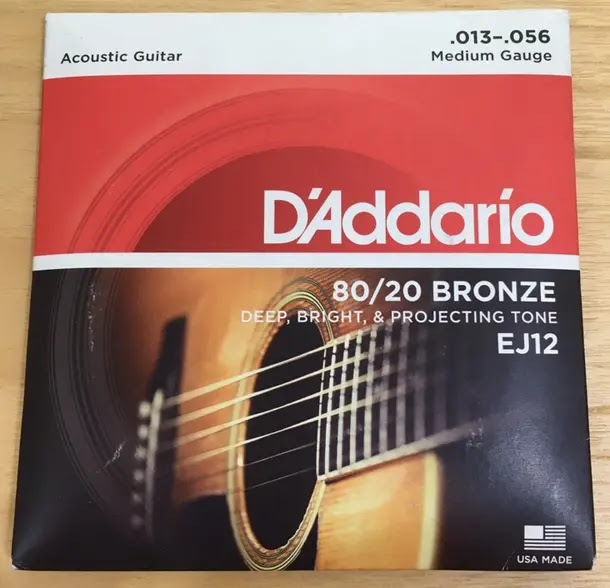 .013–.056
Acoustic Guitar
Medium Gauge
D'Addario
80/20 BRONZE
DEEP, BRIGHT, & PROJECTING TONE
EJ12
USA MADE